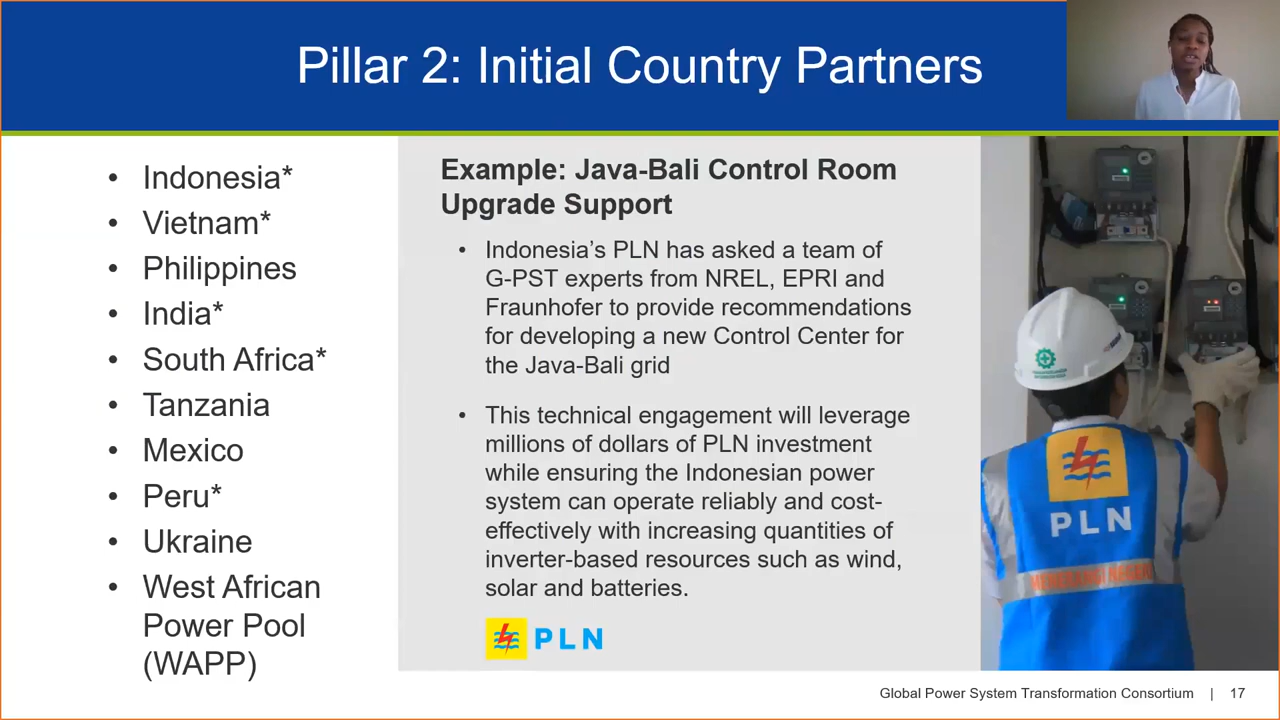 Pillar 2: Initial Country Partners
• Indonesia*
• Vietnam*
• Philippines
• India*
• South Africa*
• Tanzania
• Mexico
• Peru*
• Ukraine
• West African
Power Pool
(WAPP)
Example: Java-Bali Control Room
Upgrade Support
• Indonesia’s PLN has asked a team of
G-PST experts from NREL, EPRI and
Fraunhofer to provide recommendations
for developing a new Control Center for
the Java-Bali grid
• This technical engagement will leverage
millions of dollars of PLN investment
while ensuring the Indonesian power
system can operate reliably and cost-
effectively with increasing quantities of
inverter-based resources such as wind,
solar and batteries.
PLN
PLN
Global Power System Transformation Consortium | 17